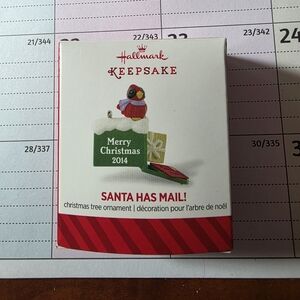 21/344
22/343
23/342
Hallmark
KEEPSAKE
Merry
Christmas
2014
28/337
30/335
SANTA HAS MAIL!
christmas tree ornament | décoration pour l'arbre de noël